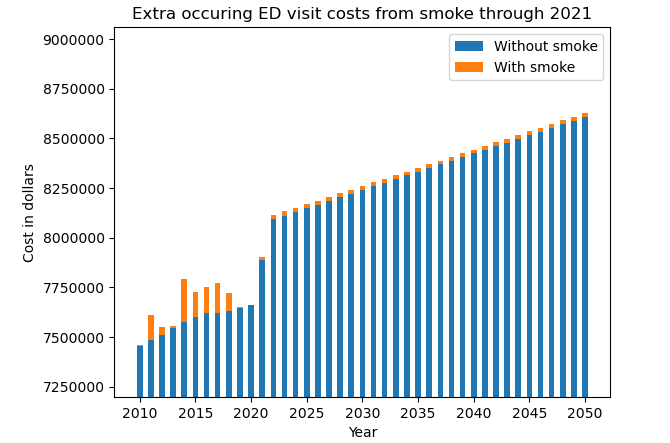 Extra occuring ED visit costs from smoke through 2021
Without smoke
With smoke
9000000
8750000
8500000
8250000
8000000
7750000
7500000
7250000
Cost in dollars
2010 2015 2020 2025 2030 2035 2040 2045 2050
Year